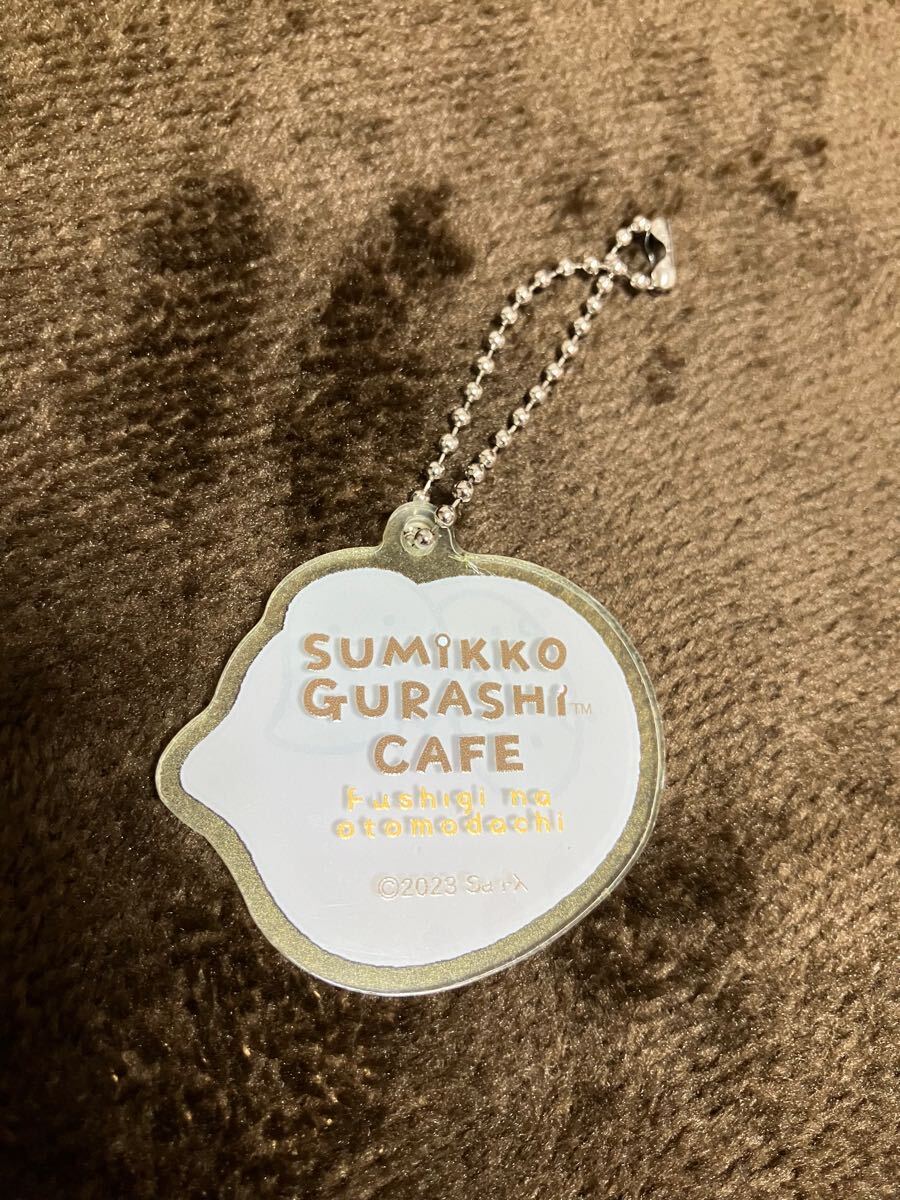 SUMiKKO
GURASHi™
CAFE
Fushigi na
otomodachi
©2023